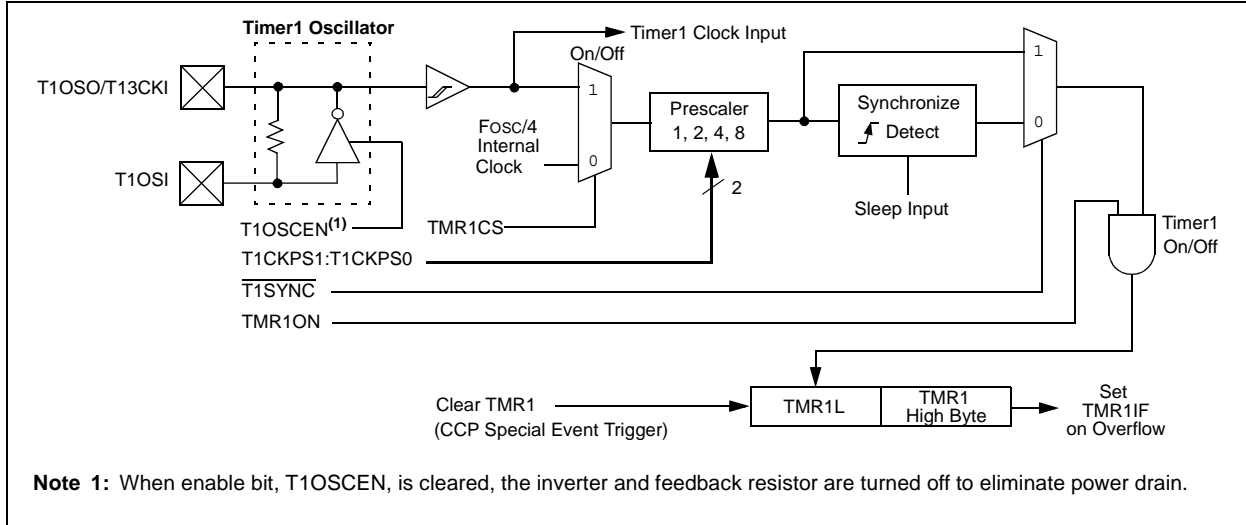 Timer1 Oscillator
Timer1 Clock Input
On/Off
T1OSO/T13CKI
1
1
Prescaler
1, 2, 4, 8
Synchronize
Detect
FOSC/4
Internal
Clock
0
0
T1OSI
2
Sleep Input
T1OSCEN(1)
TMR1CS
Timer1
On/Off
T1CKPS1:T1CKPS0
T1SYNC
TMR1ON
Clear TMR1
(CCP Special Event Trigger)
TMR1L
TMR1
High Byte
Set
TMR1IF
on Overflow
Note 1: When enable bit, T1OSCEN, is cleared, the inverter and feedback resistor are turned off to eliminate power drain.